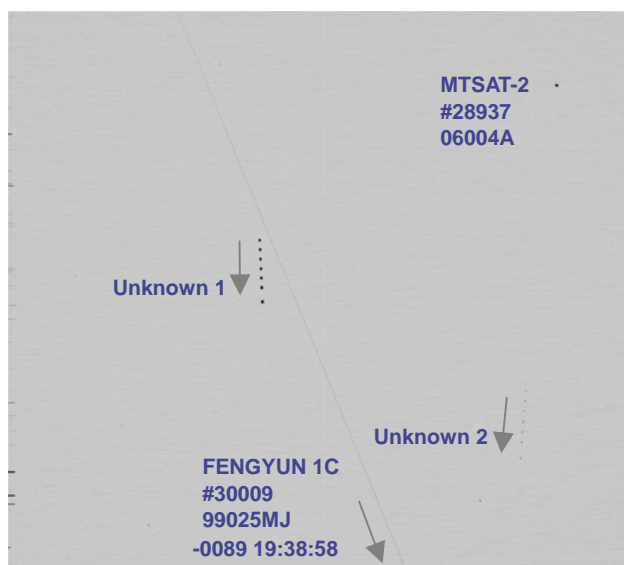 MTSAT-2
#28937
06004A
Unknown 1
Unknown 2
FENGYUN 1C
#30009
99025MJ
-0089 19:38:58